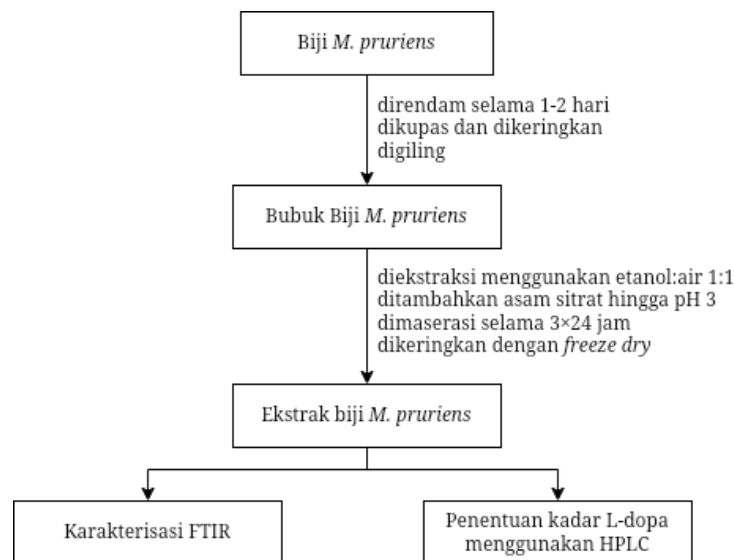 Biji M. pruriens
direndam selama 1-2 hari
dikupas dan dikeringkan
digiling
Bubuk Biji M. pruriens
diekstraksi menggunakan etanol:air 1:1
ditambahkan asam sitrat hingga pH 3
dimaserasi selama 3×24 jam
dikeringkan dengan freeze dry
Ekstrak biji M. pruriens
Karakterisasi FTIR
Penentuan kadar L-dopa
menggunakan HPLC